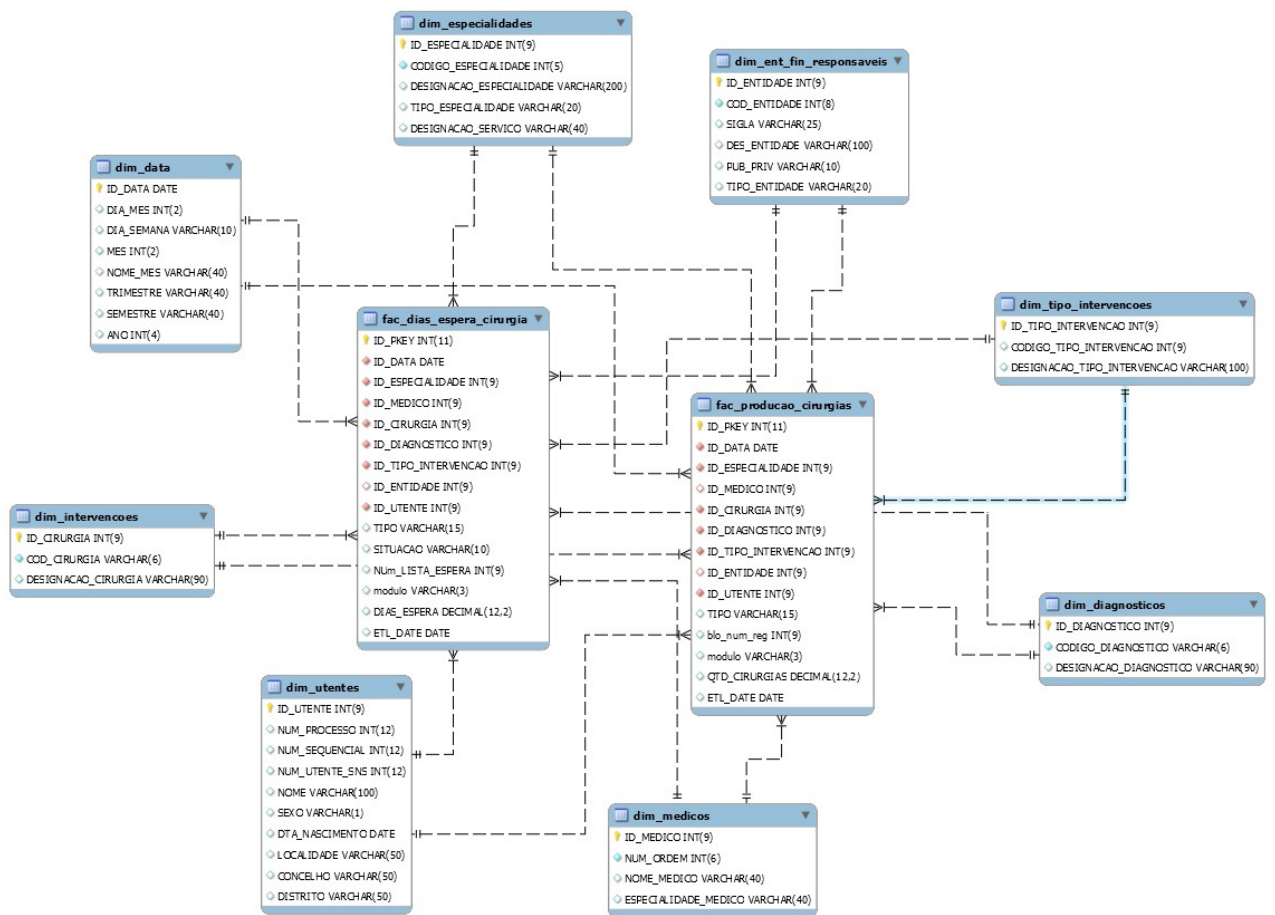 dim_especialidades
ID_ESPECIALIDADE INT(9)
CODIGO_ESPECIALIDADE INT(5)
DESIGNACAO_ESPECIALIDADE VARCHAR(200)
TIPO_ESPECIALIDADE VARCHAR(20)
DESIGNACAO_SERVICO VARCHAR(40)
dim_ent_fin_responsaveis
ID_ENTIDADE INT(9)
COD_ENTIDADE INT(8)
SIGLA VARCHAR(25)
DES_ENTIDADE VARCHAR(100)
PUB_PRIV VARCHAR(10)
TIPO_ENTIDADE VARCHAR(20)
dim_data
ID_DATA DATE
DIA_MES INT(2)
DIA_SEMANA VARCHAR(10)
MES INT(2)
NOME_MES VARCHAR(40)
TRIMESTRE VARCHAR(40)
SEMESTRE VARCHAR(40)
ANO INT(4)
dim_tipo_intervencoes
ID_TIPO_INTERVENCAO INT(9)
CODIGO_TIPO_INTERVENCAO INT(9)
DESIGNACAO_TIPO_INTERVENCAO VARCHAR(100)
fac_dias_espera_cirurgia
ID_PKEY INT(11)
ID_DATA DATE
ID_ESPECIALIDADE INT(9)
ID_MEDICO INT(9)
ID_CIRURGIA INT(9)
ID_DIAGNOSTICO INT(9)
ID_TIPO_INTERVENCAO INT(9)
ID_ENTIDADE INT(9)
ID_UTENTE INT(9)
TIPO VARCHAR(15)
SITUACAO VARCHAR(10)
NUm_LISTA_ESPERA INT(9)
modulo VARCHAR(3)
DIAS_ESPERA DECIMAL(12,2)
ETL_DATE DATE
fac_producao_cirurgias
ID_PKEY INT(11)
ID_DATA DATE
ID_ESPECIALIDADE INT(9)
ID_MEDICO INT(9)
ID_CIRURGIA INT(9)
ID_DIAGNOSTICO INT(9)
ID_TIPO_INTERVENCAO INT(9)
ID_ENTIDADE INT(9)
ID_UTENTE INT(9)
TIPO VARCHAR(15)
blo_num_reg INT(9)
modulo VARCHAR(3)
QTD_CIRURGIAS DECIMAL(12,2)
ETL_DATE DATE
dim_intervencoes
ID_CIRURGIA INT(9)
COD_CIRURGIA VARCHAR(6)
DESIGNACAO_CIRURGIA VARCHAR(90)
dim_diagnosticos
ID_DIAGNOSTICO INT(9)
CODIGO_DIAGNOSTICO VARCHAR(6)
DESIGNACAO_DIAGNOSTICO VARCHAR(90)
dim_utentes
ID_UTENTE INT(9)
NUM_PROCESSO INT(12)
NUM_SEQUENCIAL INT(12)
NUM_UTENTE_SNS INT(12)
NOME VARCHAR(100)
SEXO VARCHAR(1)
DTA_NASCIMENTO DATE
LOCALIDADE VARCHAR(50)
CONCELHO VARCHAR(50)
DISTRITO VARCHAR(50)
dim_medicos
ID_MEDICO INT(9)
NUM_ORDEM INT(6)
NOME_MEDICO VARCHAR(40)
ESPECIALIDADE_MEDICO VARCHAR(40)